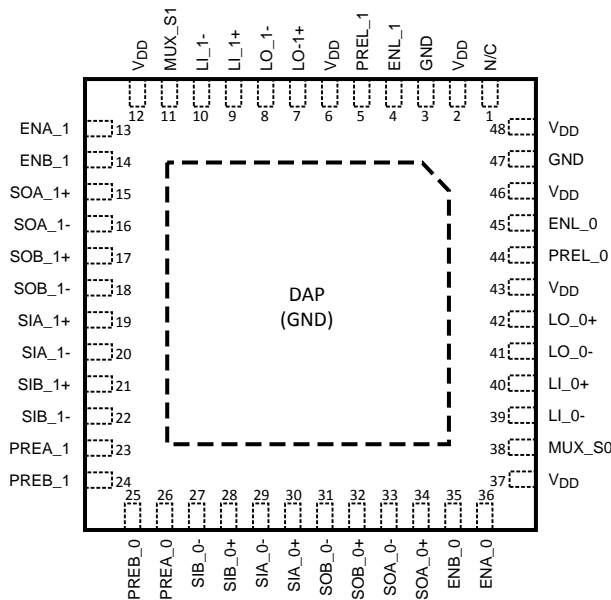 VDD
MUX_S1
LI_1-
LI_1+
LO_1-
LO-1+
VDD
PREL_1
ENL_1
GND
VDD
N/C
12 11 10 9 8 7 6 5 4 3 2 1
ENA_1 13
ENB_1 14
SOA_1+ 15
SOA_1- 16
SOB_1+ 17
SOB_1- 18
SIA_1+ 19
SIA_1- 20
SIB_1+ 21
SIB_1- 22
PREA_1 23
PREB_1 24
DAP
(GND)
48 VDD
47 GND
46 VDD
45 ENL_0
44 PREL_0
43 VDD
42 LO_0+
41 LO_0-
40 LI_0+
39 LI_0-
38 MUX_S0
37 VDD
25 26 27 28 29 30 31 32 33 34 35 36
PREB_0
PREA_0
SIB_0-
SIB_0+
SIA_0-
SIA_0+
SOB_0-
SOB_0+
SOA_0-
SOA_0+
ENB_0
ENA_0